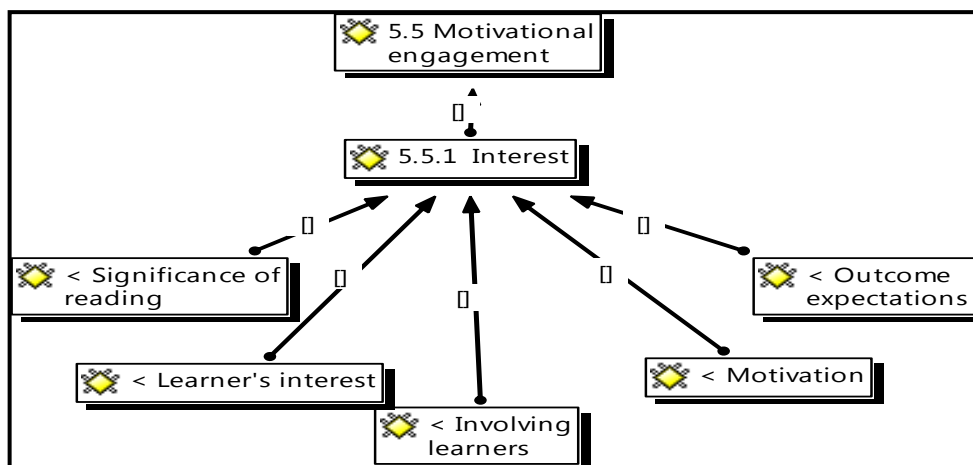 5.5 Motivational
engagement
[]
5.5.1 Interest
[]
[]
[]
[]
[]
< Significance of
reading
< Outcome
expectations
< Learner's interest
< Motivation
< Involving
learners